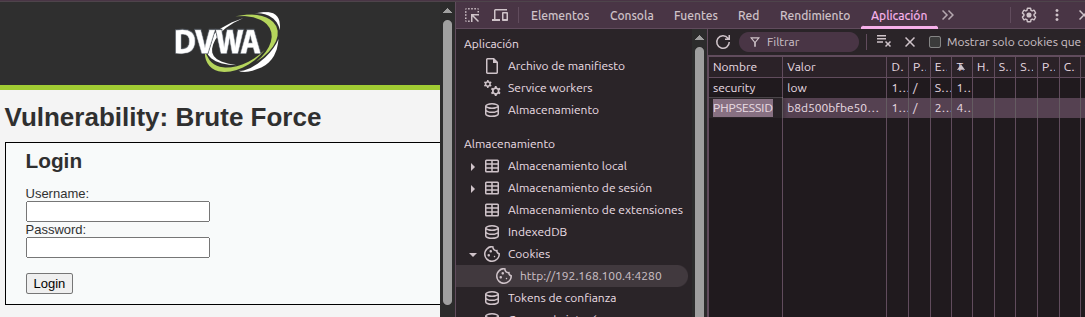 DVWA
Vulnerability: Brute Force
Login
Username:
Password:
Login
Elementos Consola Fuentes Red Rendimiento Aplicación
Aplicación
Archivo de manifiesto
Service workers
Almacenamiento
Almacenamiento
Almacenamiento local
Almacenamiento de sesión
Almacenamiento de extensiones
IndexedDB
Cookies
http://192.168.100.4:4280
Tokens de confianza
Filtrar Mostrar solo cookies que
Nombre Valor D. P. E. T. H. S. S. P. C.
security low 1... / S... 1...
PHPSESSID b8d500bfbe50... 1... / 2... 4...